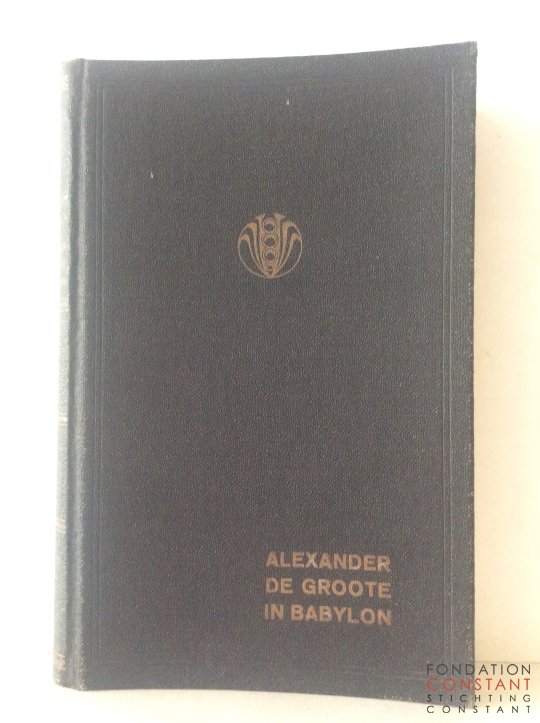 ALEXANDER
DE GROOTE
IN BABYLON
FONDATION
CONSTANT
STICHTING
CONSTANT